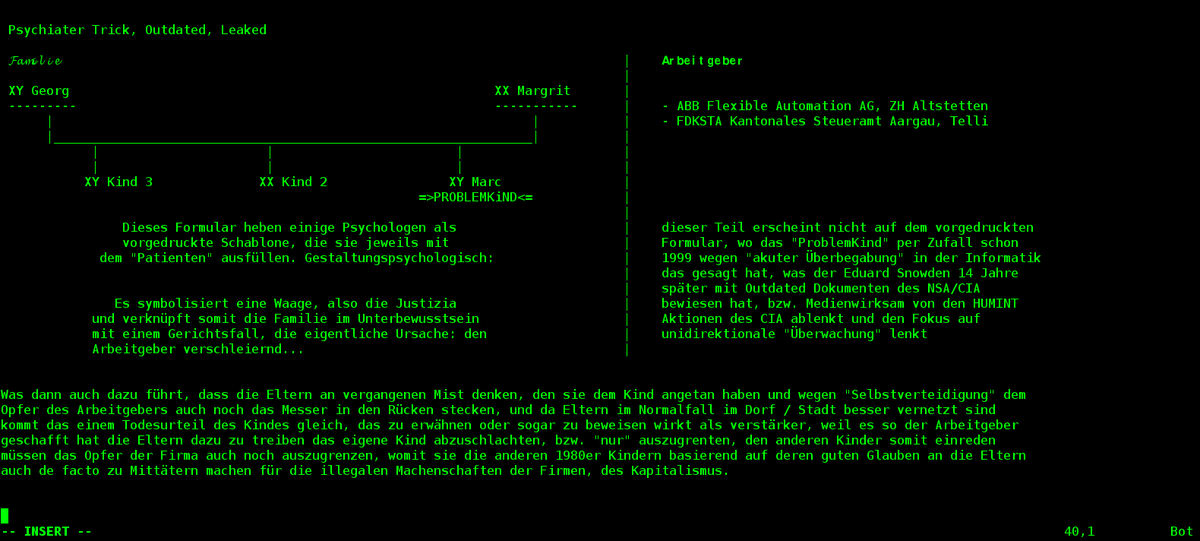 Psychiater Trick, Outdated, Leaked
𝓕𝓪𝓶𝓲𝓵𝓲𝓮 | Arbeitgeber
XY Georg XX Margrit |
--------- ----------- | - ABB Flexible Automation AG, ZH Altstetten
| | | - FDKSTA Kantonales Steueramt Aargau, Telli
|_______________________________________________________________| |
| | | |
| | | |
XY Kind 3 XX Kind 2 XY Marc |
=>PROBLEMKiND<= |
Dieses Formular heben einige Psychologen als | dieser Teil erscheint nicht auf dem vorgedruckten
vorgedruckte Schablone, die sie jeweils mit | Formular, wo das "ProblemKind" per Zufall schon
dem "Patienten" ausfüllen. Gestaltungspsychologisch: | 1999 wegen "akuter Überbegabung" in der Informatik
| das gesagt hat, was der Eduard Snowden 14 Jahre
| später mit Outdated Dokumenten des NSA/CIA
Es symbolisiert eine Waage, also die Justizia | bewiesen hat, bzw. Medienwirksam von den HUMINT
und verknüpft somit die Familie im Unterbewusstsein | Aktionen des CIA ablenkt und den Fokus auf
mit einem Gerichtsfall, die eigentliche Ursache: den | unidirektionale "Überwachung" lenkt
Arbeitgeber verschleiernd... |
Was dann auch dazu führt, dass die Eltern an vergangenen Mist denken, den sie dem Kind angetan haben und wegen "Selbstverteidigung" dem
Opfer des Arbeitgebers auch noch das Messer in den Rücken stecken, und da Eltern im Normalfall im Dorf / Stadt besser vernetzt sind
kommt das einem Todesurteil des Kindes gleich, das zu erwähnen oder sogar zu beweisen wirkt als verstärker, weil es so der Arbeitgeber
geschafft hat die Eltern dazu zu treiben das eigene Kind abzuschlachten, bzw. "nur" auszugrenten, den anderen Kinder somit einreden
müssen das Opfer der Firma auch noch auszugrenzen, womit sie die anderen 1980er Kindern basierend auf deren guten Glauben an die Eltern
auch de facto zu Mittätern machen für die illegalen Machenschaften der Firmen, des Kapitalismus.
-- INSERT -- 40,1 Bot